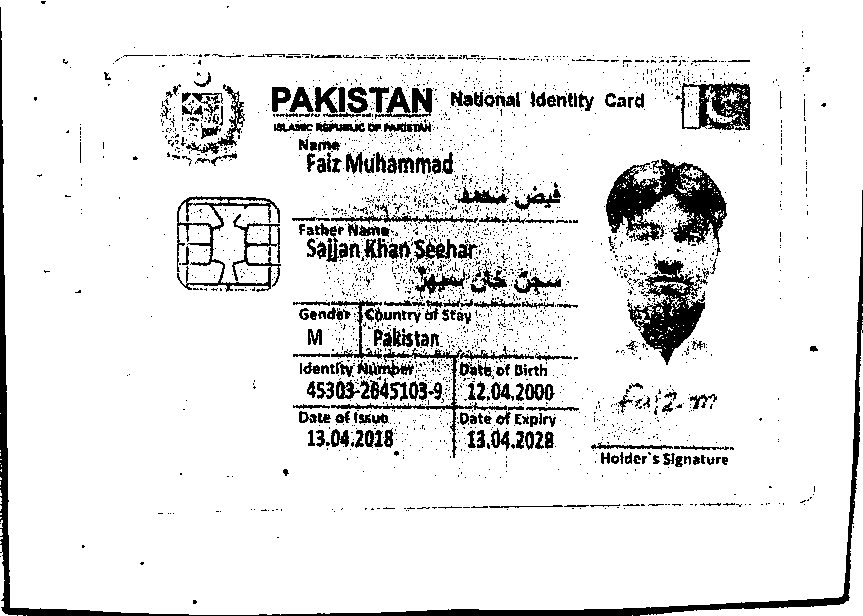 PAKISTAN National Identity Card
ISLAMIC REPUBLIC OF PAKISTAN
Name
Faiz Muhammad
فیض محمد
Father Name
Sajjan Khan Seehar
سجن خان سیہڑ
Gender Country of Stay
M Pakistan
Identity Number Date of Birth
45303-2645103-9 12.04.2000
Date of Issue Date of Expiry
13.04.2018 13.04.2028
Faiz.m
Holder's Signature